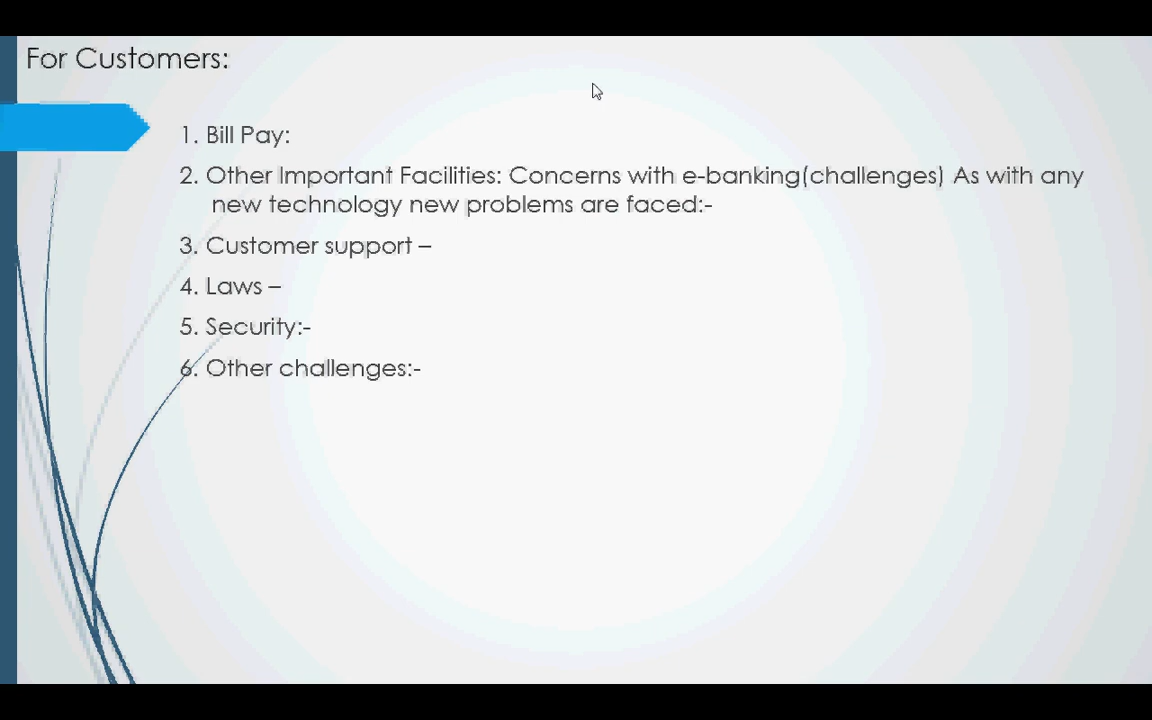 For Customers:
1. Bill Pay:
2. Other Important Facilities: Concerns with e-banking(challenges) As with any
new technology new problems are faced:-
3. Customer support –
4. Laws –
5. Security:-
6. Other challenges:-